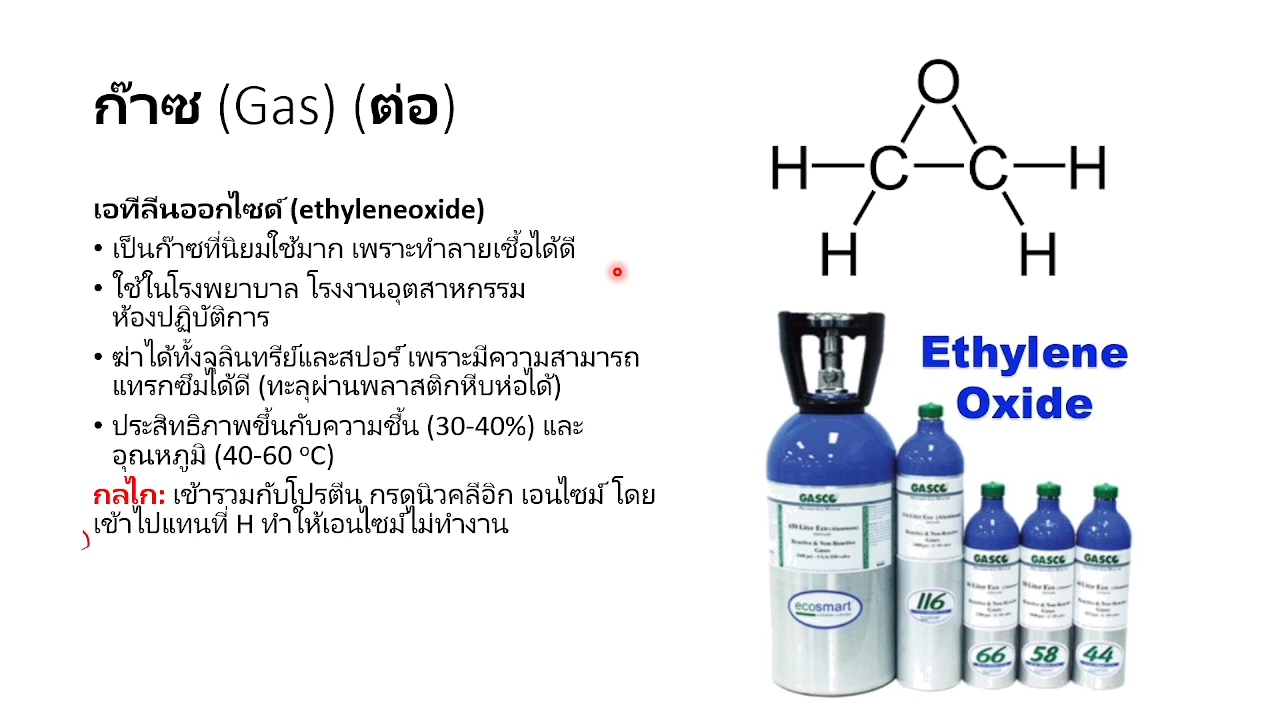 ก๊าซ (Gas) (ต่อ)
เอทีลีนออกไซด์ (ethyleneoxide)
• เป็นก๊าซที่นิยมใช้มาก เพราะทำลายเชื้อได้ดี
• ใช้ในโรงพยาบาล โรงงานอุตสาหกรรม
ห้องปฏิบัติการ
• ฆ่าได้ทั้งจุลินทรีย์และสปอร์ เพราะมีความสามารถ
แทรกซึมได้ดี (ทะลุผ่านพลาสติกหีบห่อได้)
• ประสิทธิภาพขึ้นกับความชื้น (30-40%) และ
อุณหภูมิ (40-60 ºC)
กลไก: เข้ารวมกับโปรตีน กรดนิวคลีอิก เอนไซม์ โดย
เข้าไปแทนที่ H ทำให้เอนไซม์ไม่ทำงาน
O
H C C H
H H
Ethylene
Oxide
GASCO
GASCO
GASCO GASCO GASCO
ecosmart
116
66 58 44